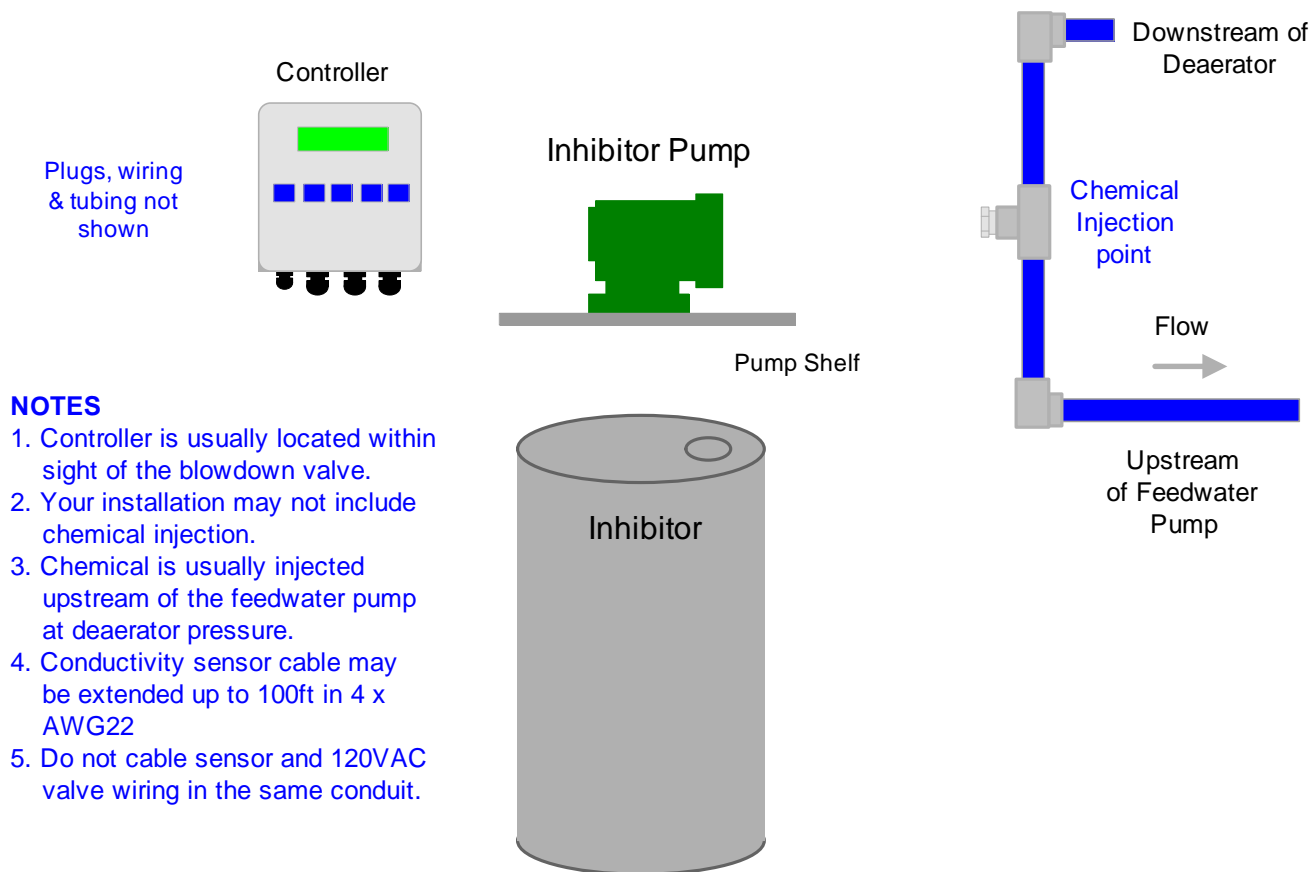 Controller
Plugs, wiring
& tubing not
shown
Inhibitor Pump
Pump Shelf
Downstream of
Deaerator
Chemical
Injection
point
Flow
Upstream
of Feedwater
Pump
NOTES
1. Controller is usually located within
sight of the blowdown valve.
2. Your installation may not include
chemical injection.
3. Chemical is usually injected
upstream of the feedwater pump
at deaerator pressure.
4. Conductivity sensor cable may
be extended up to 100ft in 4 x
AWG22
5. Do not cable sensor and 120VAC
valve wiring in the same conduit.
Inhibitor